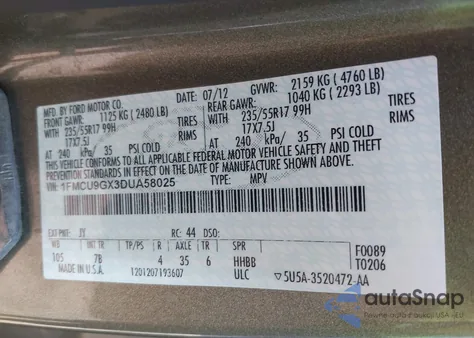 MFD. BY FORD MOTOR CO.
07/12 GVWR: 2159 KG (4760 LB)
FRONT GAWR: 1125 KG (2480 LB) REAR GAWR: 1040 KG (2293 LB)
235/55R17 99H TIRES 235/55R17 99H TIRES
17X7.5J RIMS 17X7.5J RIMS
AT 240 kPa/ 35 PSI COLD AT 240 kPa/ 35 PSI COLD
THIS VEHICLE CONFORMS TO ALL APPLICABLE FEDERAL MOTOR VEHICLE SAFETY AND THEFT
PREVENTION STANDARDS IN EFFECT ON THE DATE OF MANUFACTURE SHOWN ABOVE.
VIN: 1FMCU9GX3DUA58025
TYPE: MPV
EXT PNT: JY RC: 44 DSO:
WB INT TR TP/PS R AXLE TR SPR
105 7B 4 35 6 HHBB
F0089
T0206
MADE IN U.S.A. 1201207193607 ULC 5U5A-3520472-AA
autoSnap